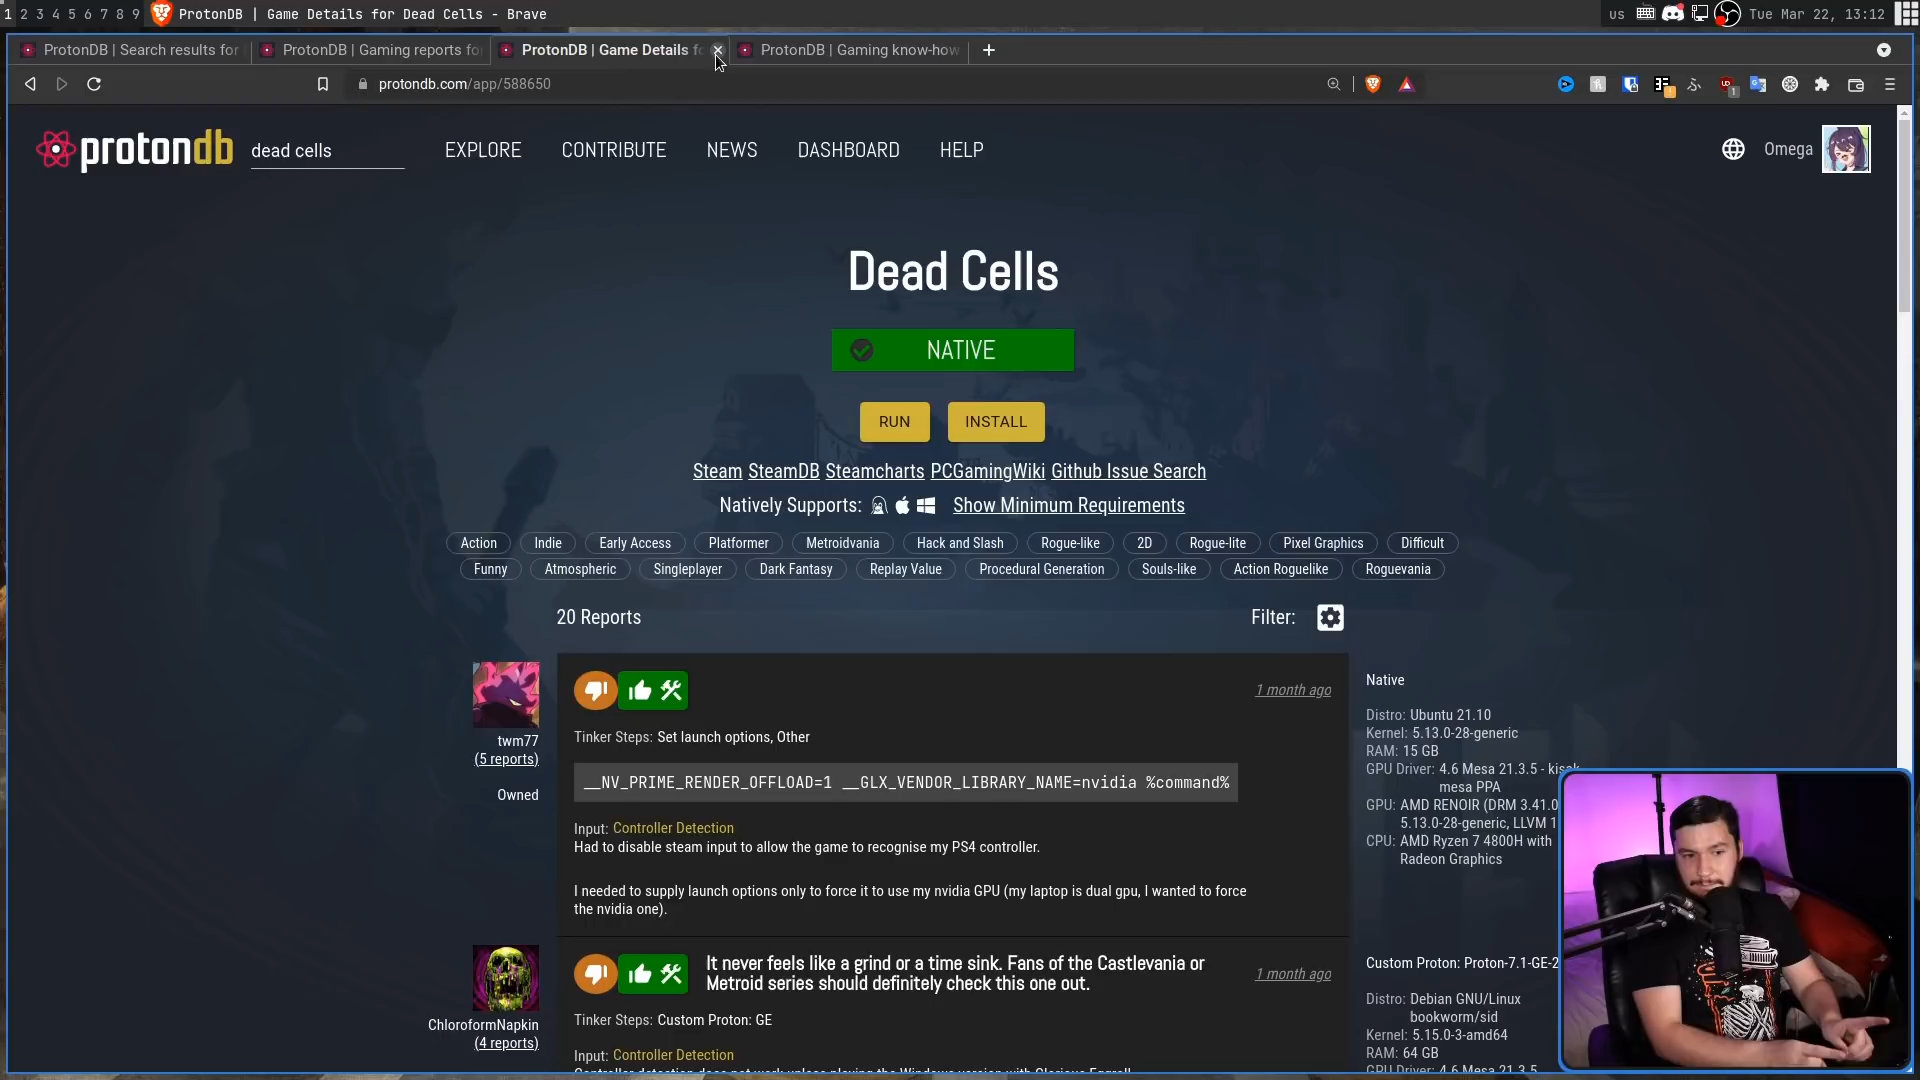 1 2 3 4 5 6 7 8 9 ProtonDB | Game Details for Dead Cells - Brave
us Tue Mar 22, 13:12
ProtonDB | Search results for
ProtonDB | Gaming reports fo
ProtonDB | Game Details fo
ProtonDB | Gaming know-how
protondb.com/app/588650
protondb
dead cells
EXPLORE CONTRIBUTE NEWS DASHBOARD HELP
Omega
Dead Cells
NATIVE
RUN INSTALL
Steam SteamDB Steamcharts PCGamingWiki Github Issue Search
Natively Supports: Show Minimum Requirements
Action Indie Early Access Platformer Metroidvania Hack and Slash Rogue-like 2D Rogue-lite Pixel Graphics Difficult
Funny Atmospheric Singleplayer Dark Fantasy Replay Value Procedural Generation Souls-like Action Roguelike Roguevania
20 Reports
Filter:
twm77
(5 reports)
Owned
1 month ago
Tinker Steps: Set launch options, Other
__NV_PRIME_RENDER_OFFLOAD=1 __GLX_VENDOR_LIBRARY_NAME=nvidia %command%
Input: Controller Detection
Had to disable steam input to allow the game to recognise my PS4 controller.
I needed to supply launch options only to force it to use my nvidia GPU (my laptop is dual gpu, I wanted to force
the nvidia one).
Native
Distro: Ubuntu 21.10
Kernel: 5.13.0-28-generic
RAM: 15 GB
GPU Driver: 4.6 Mesa 21.3.5 - kisak
mesa PPA
GPU: AMD RENOIR (DRM 3.41.0
5.13.0-28-generic, LLVM 1
CPU: AMD Ryzen 7 4800H with
Radeon Graphics
ChloroformNapkin
(4 reports)
It never feels like a grind or a time sink. Fans of the Castlevania or
Metroid series should definitely check this one out.
1 month ago
Tinker Steps: Custom Proton: GE
Input: Controller Detection
Custom Proton: Proton-7.1-GE-2
Distro: Debian GNU/Linux
bookworm/sid
Kernel: 5.15.0-3-amd64
RAM: 64 GB
GPU Driver: 4.6 Mesa 21.3.5